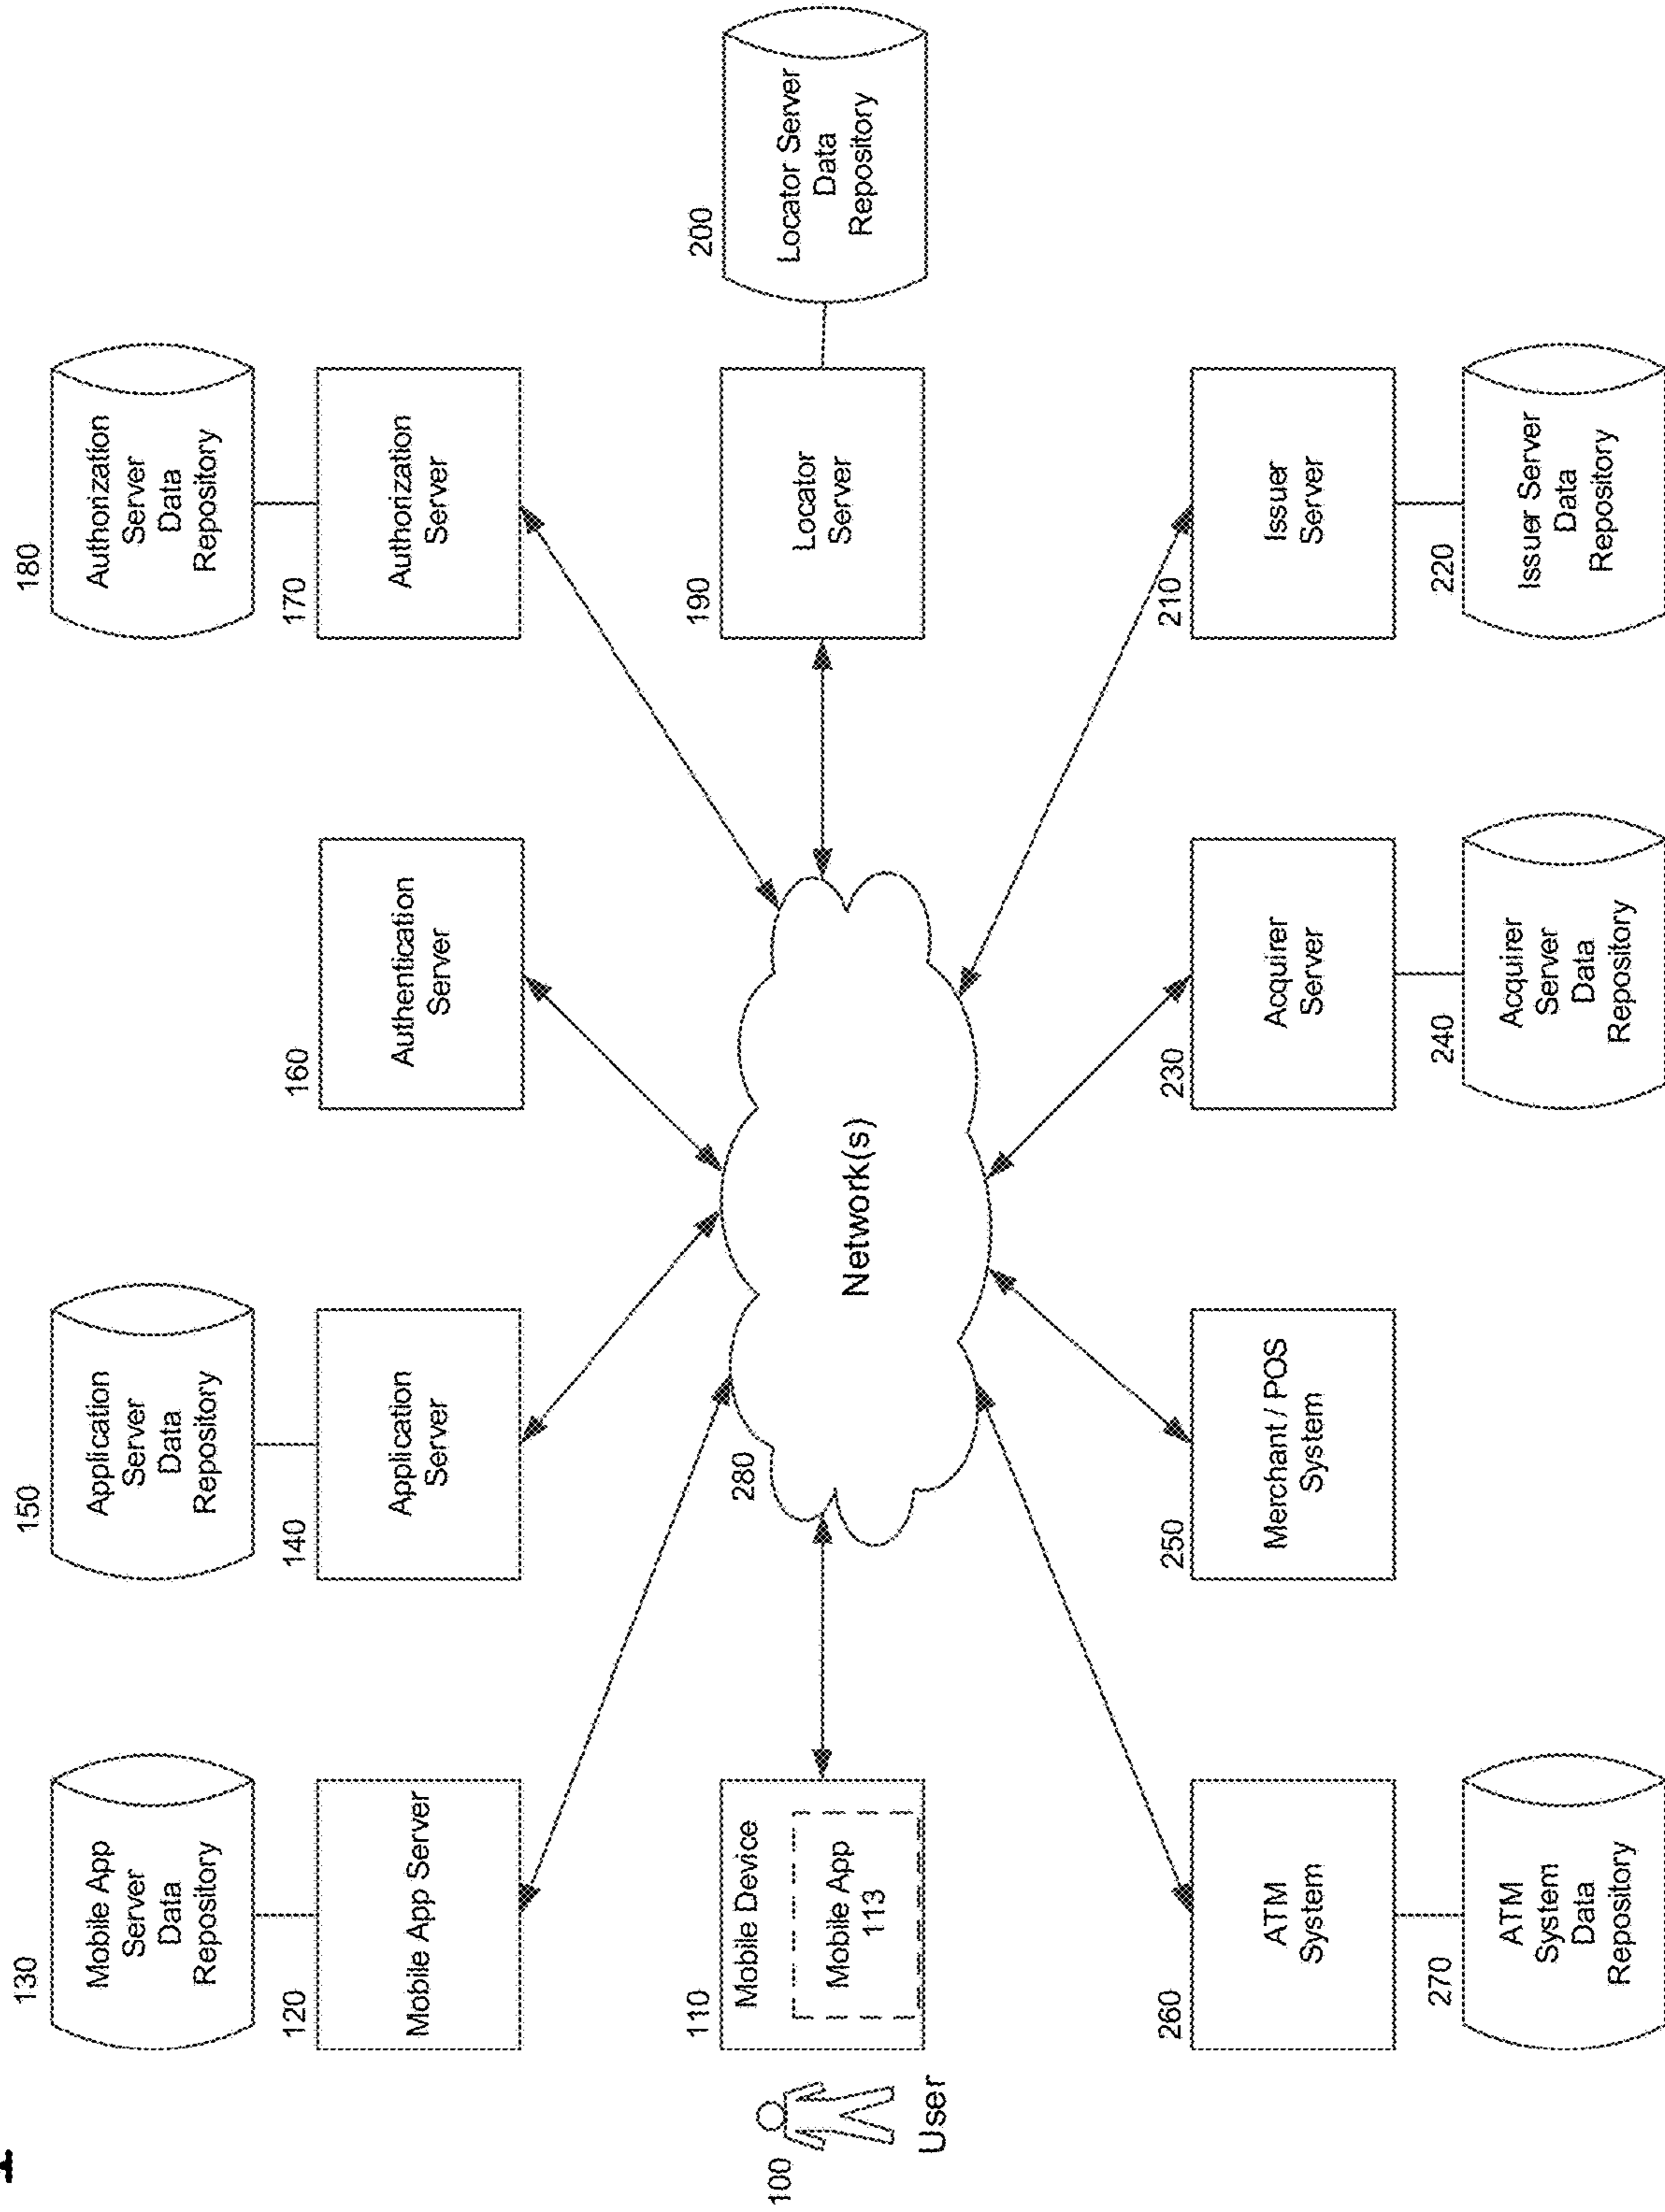 130
Mobile App
Server
Data
Repository
150
Application
Server
Data
Repository
180
Authorization
Server
Data
Repository
120
Mobile App Server
140
Application
Server
160
Authentication
Server
170
Authorization
Server
100
User
110
Mobile Device
Mobile App
113
280
Network(s)
190
Locator
Server
200
Locator Server
Data
Repository
260
ATM
System
250
Merchant / POS
System
230
Acquirer
Server
210
Issuer
Server
270
ATM
System
Data
Repository
240
Acquirer
Server
Data
Repository
220
Issuer Server
Data
Repository